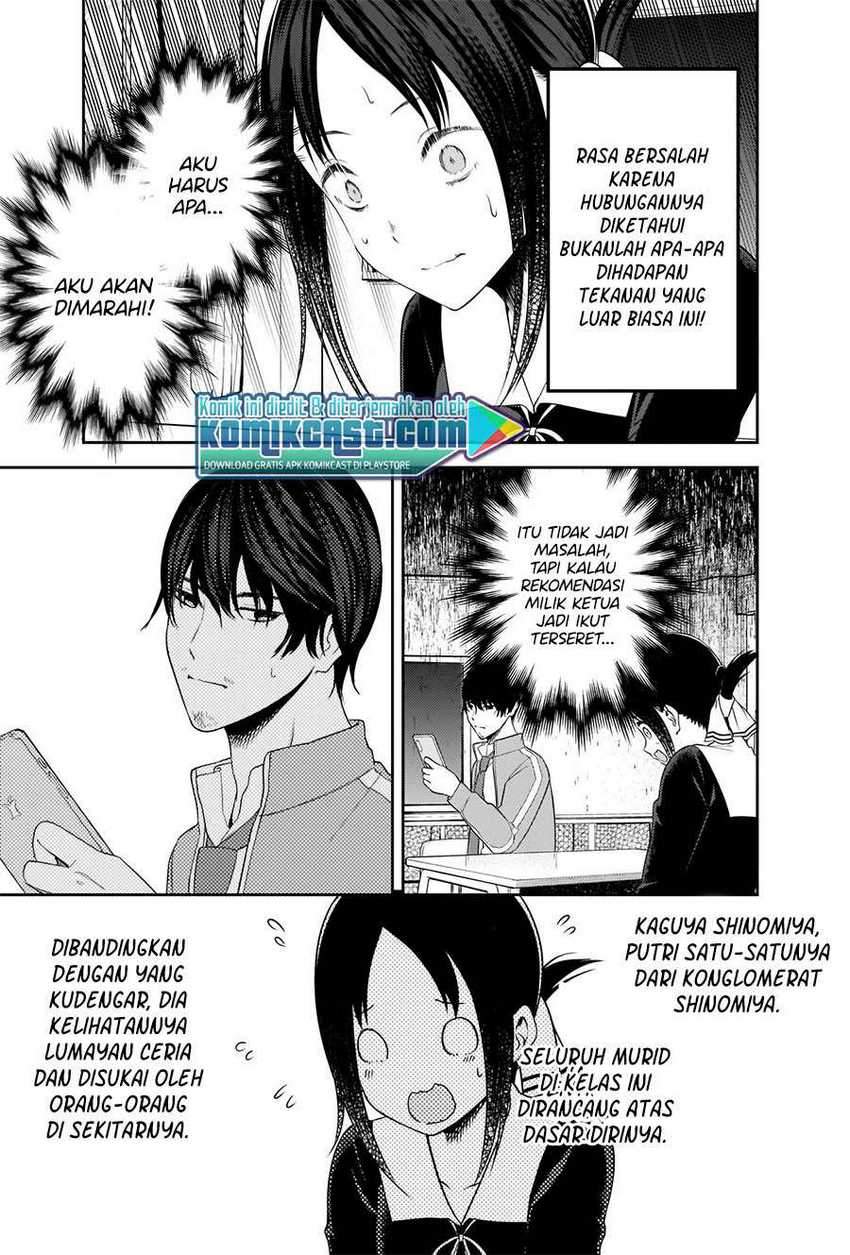 RASA BERSALAH
KARENA
HUBUNGANNYA
DIKETAHUI
BUKANLAH APA-APA
DIHADAPAN
TEKANAN YANG
LUAR BIASA INI!
AKU
HARUS
APA...
AKU AKAN
DIMARAHI!
Komik ini diedit & diterjemahkan oleh
KOMIKCAST.COM
DOWNLOAD GRATIS APK KOMIKCAST DI PLAYSTORE
ITU TIDAK JADI
MASALAH,
TAPI KALAU
REKOMENDASI
MILIK KETUA
JADI IKUT
TERSERET...
KAGUYA SHINOMIYA,
PUTRI SATU-SATUNYA
DARI KONGLOMERAT
SHINOMIYA.
SELURUH MURID
DI KELAS INI
DIRANCANG ATAS
DASAR DIRINYA.
DIBANDINGKAN
DENGAN YANG
KUDENGAR, DIA
KELIHATANNYA
LUMAYAN CERIA
DAN DISUKAI OLEH
ORANG-ORANG
DI SEKITARNYA.